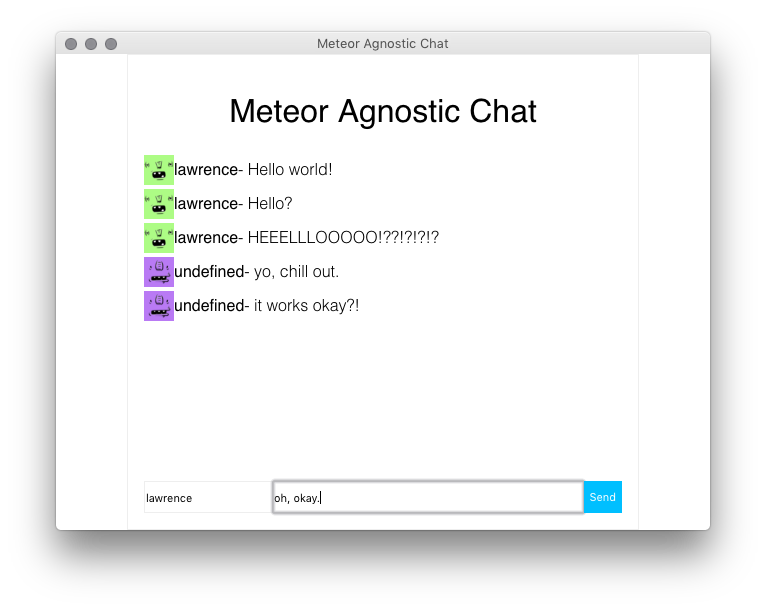 Meteor Agnostic Chat
Meteor Agnostic Chat
lawrence- Hello world!
lawrence- Hello?
lawrence- HEEELLLOOOOO!??!?!?!?
undefined- yo, chill out.
undefined- it works okay?!
lawrence oh, okay. Send